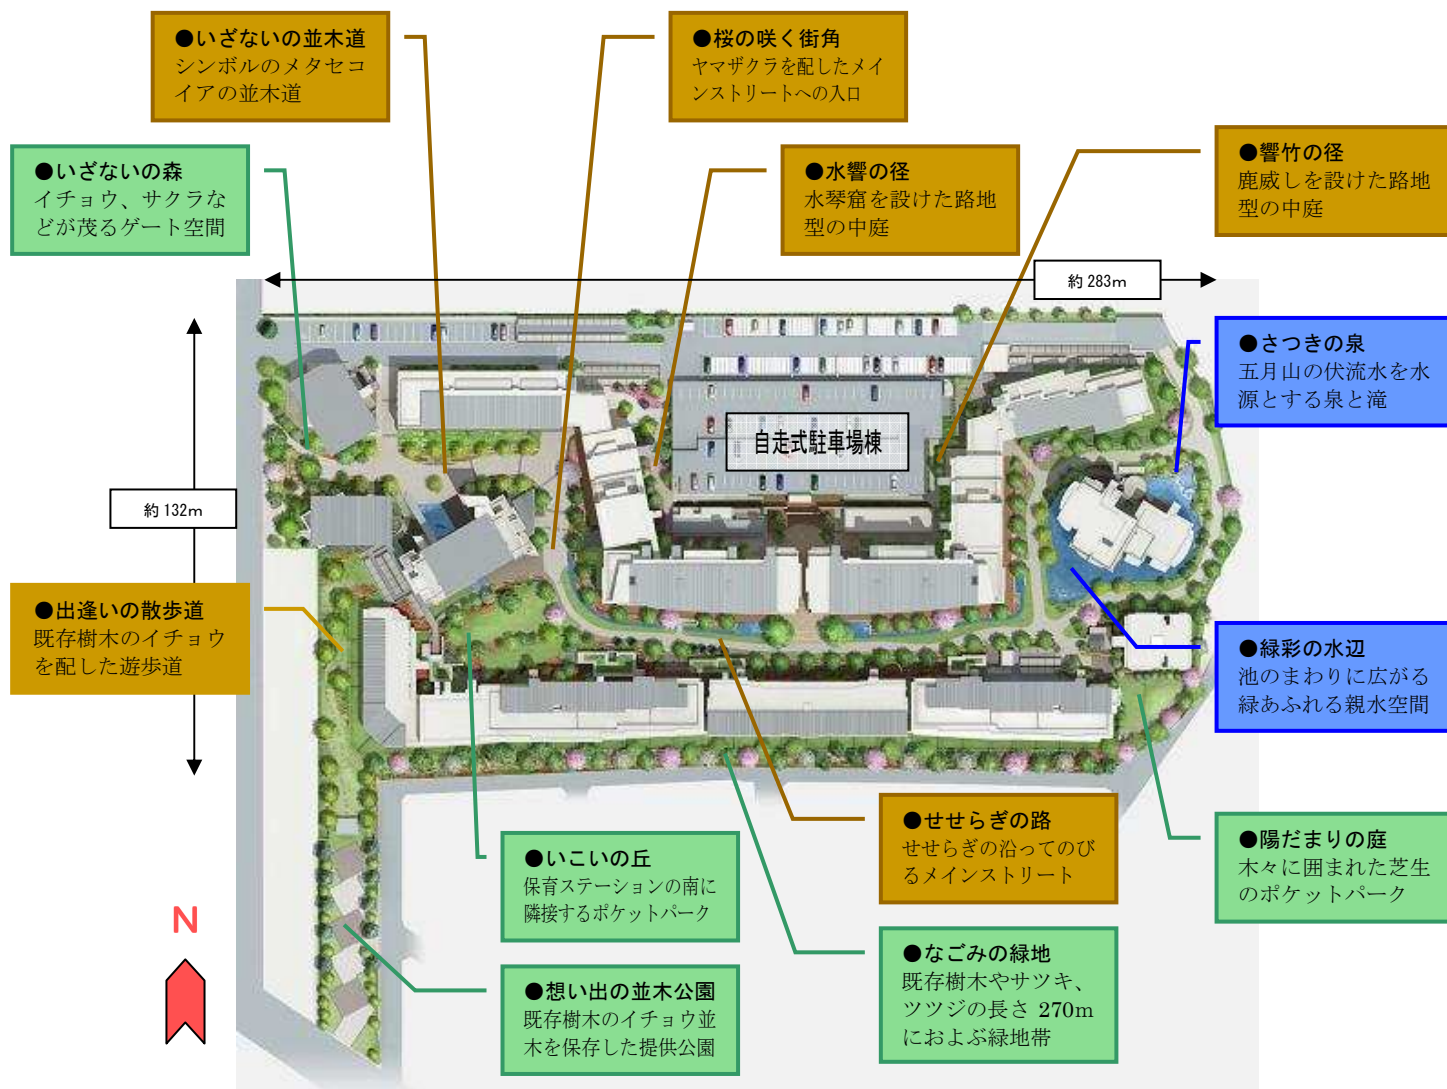 ●いざないの並木道
シンボルのメタセコ
イアの並木道
●桜の咲く街角
ヤマザクラを配したメイ
ンストリートへの入口
●いざないの森
イチョウ、サクラな
どが茂るゲート空間
●水響の径
水琴窟を設けた路地
型の中庭
●響竹の径
鹿威しを設けた路地
型の中庭
約 283m
●さつきの泉
五月山の伏流水を水
源とする泉と滝
自走式駐車場棟
約 132m
●出逢いの散歩道
既存樹木のイチョウ
を配した遊歩道
●緑彩の水辺
池のまわりに広がる
緑あふれる親水空間
●せせらぎの路
せせらぎの沿ってのび
るメインストリート
●陽だまりの庭
木々に囲まれた芝生
のポケットパーク
●いこいの丘
保育ステーションの南に
隣接するポケットパーク
●なごみの緑地
既存樹木やサツキ、
ツツジの長さ 270m
におよぶ緑地帯
●想い出の並木公園
既存樹木のイチョウ並
木を保存した提供公園
N